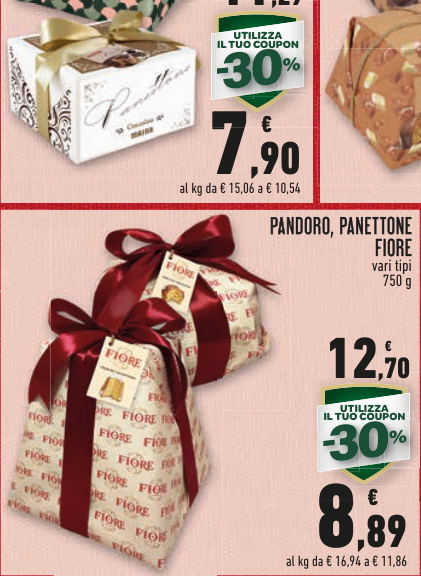 UTILIZZA
IL TUO COUPON
-30%
Panettone
Cioccolato
MAINA
€
7,90
al kg da € 15,06 a € 10,54
PANDORO, PANETTONE
FIORE
vari tipi
750 g
FIORE
FIORE
€
12,70
UTILIZZA
IL TUO COUPON
-30%
€
8,89
al kg da € 16,94 a € 11,86